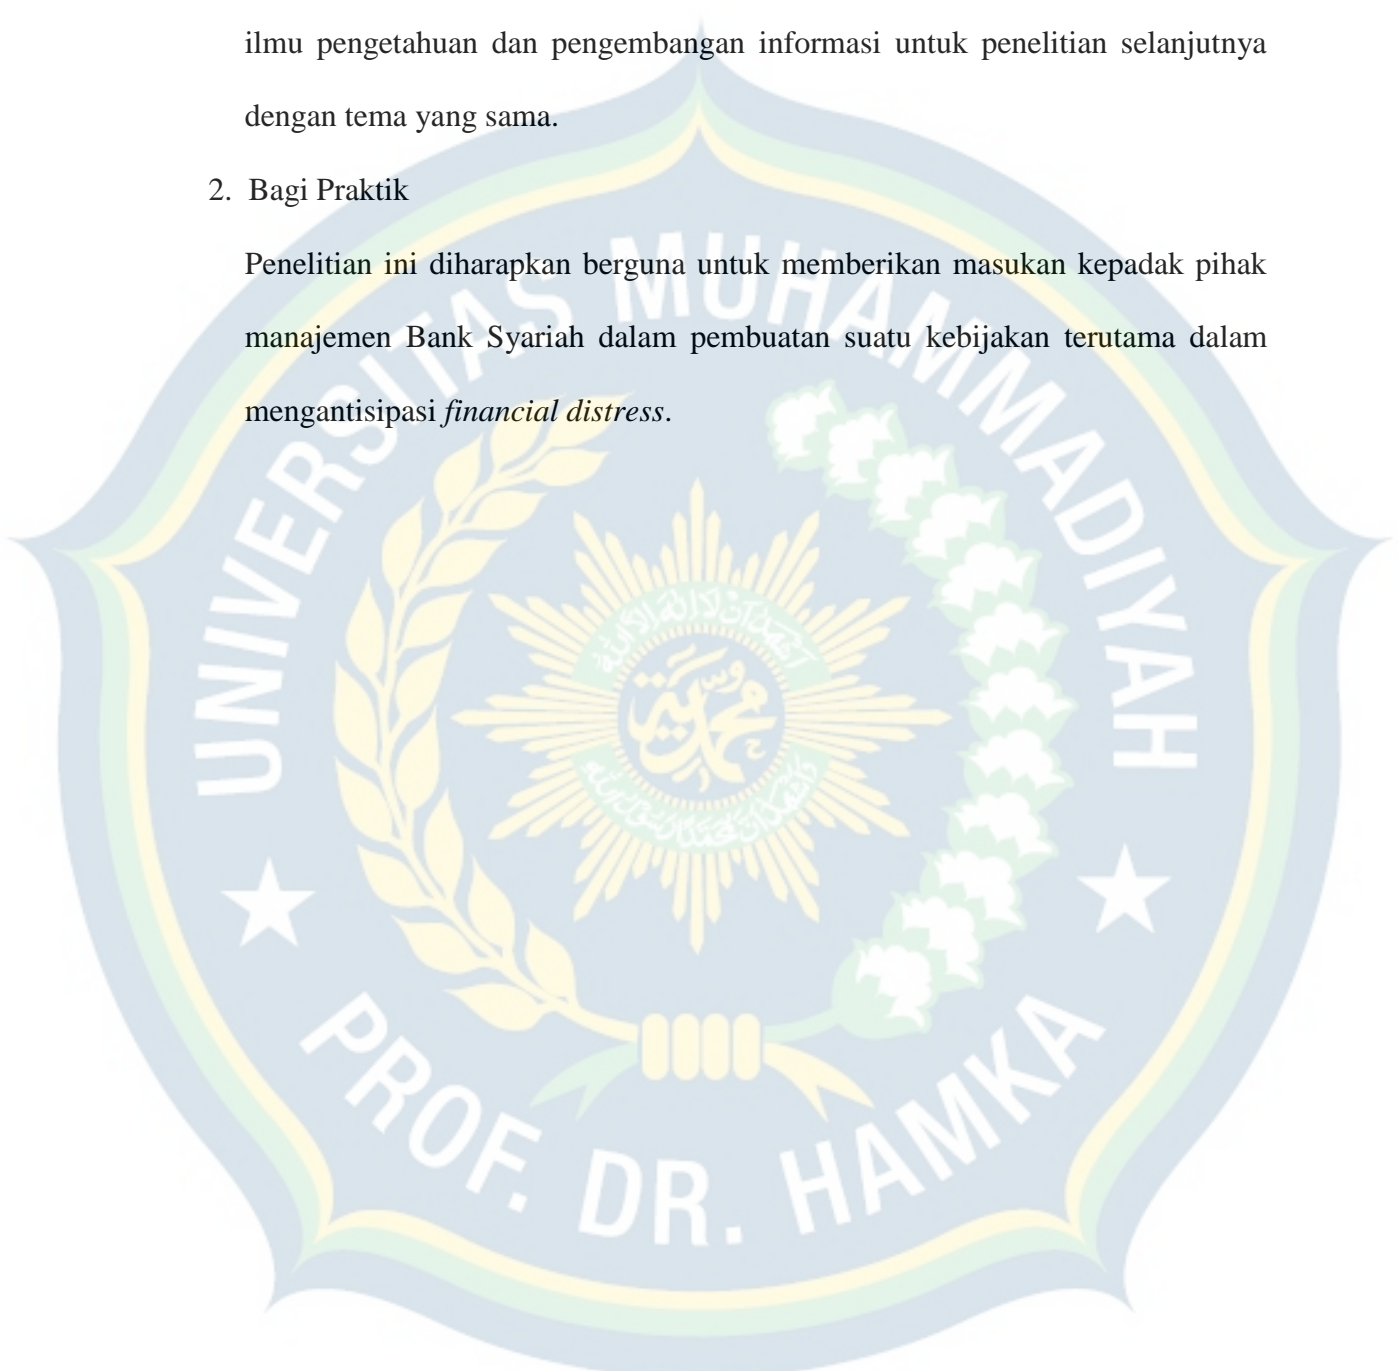 ilmu pengetahuan dan pengembangan informasi untuk penelitian selanjutnya
dengan tema yang sama.
2. Bagi Praktik
Penelitian ini diharapkan berguna untuk memberikan masukan kepadak pihak
manajemen Bank Syariah dalam pembuatan suatu kebijakan terutama dalam
mengantisipasi financial distress.
UNIVERSITAS MUHAMMADIYAH
PROF. DR. HAMKA